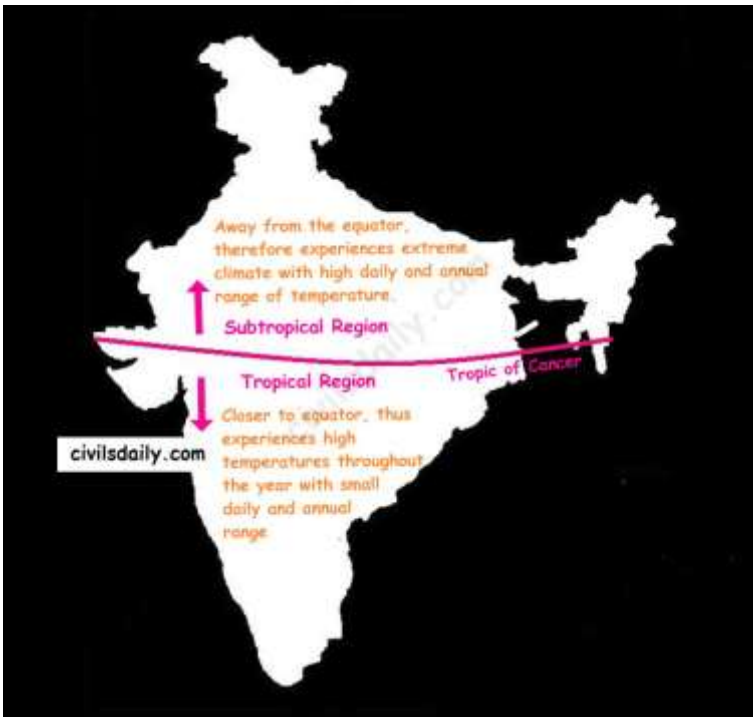 Away from the equator,
therefore experiences extreme
climate with high daily and annual
range of temperature
Subtropical Region
Tropical Region
Tropic of Cancer
Closer to equator, thus
experiences high
temperatures throughout
the year with small
daily and annual
range
civilsdaily.com
civilsdaily.com